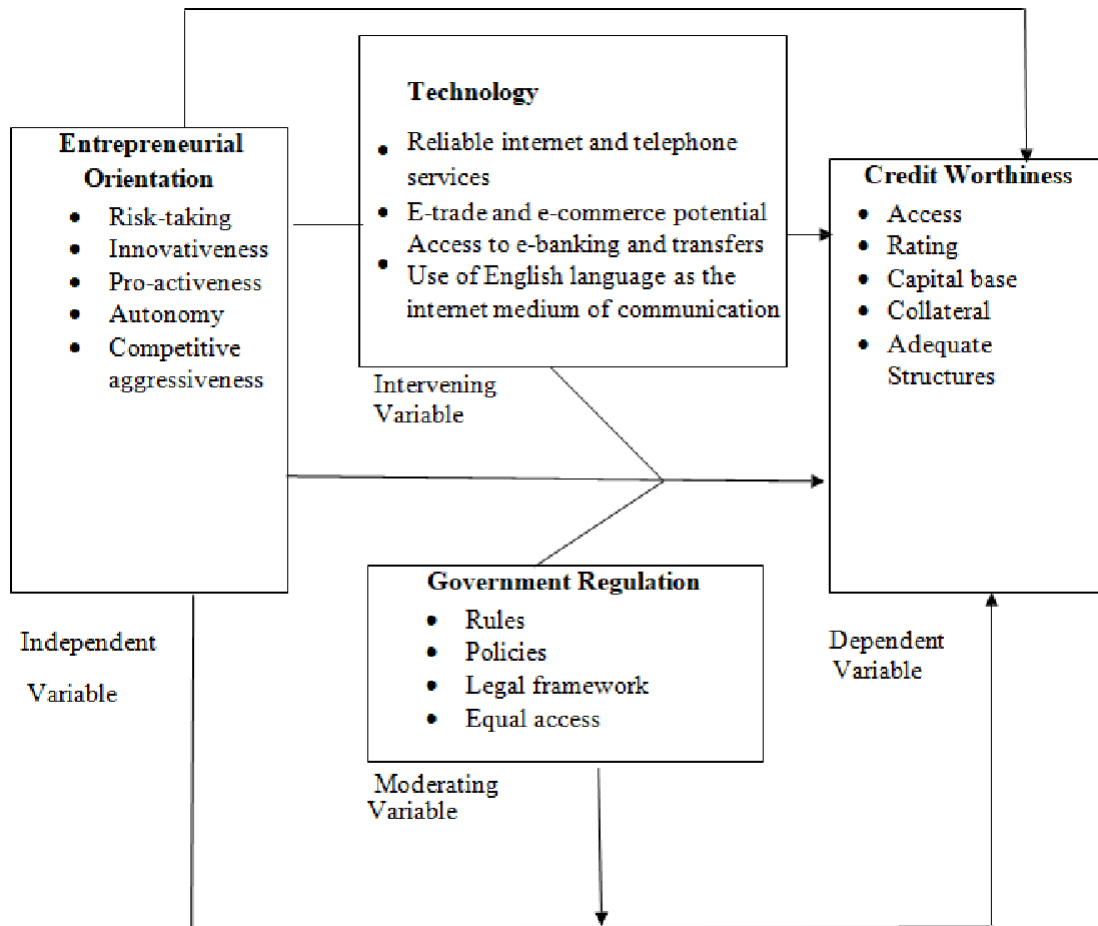 Technology
• Reliable internet and telephone
services
• E-trade and e-commerce potential
Access to e-banking and transfers
• Use of English language as the
internet medium of communication
Intervening
Variable
Entrepreneurial
Orientation
• Risk-taking
• Innovativeness
• Pro-activeness
• Autonomy
• Competitive
aggressiveness
Independent
Variable
Credit Worthiness
• Access
• Rating
• Capital base
• Collateral
• Adequate
Structures
Dependent
Variable
Government Regulation
• Rules
• Policies
• Legal framework
• Equal access
Moderating
Variable